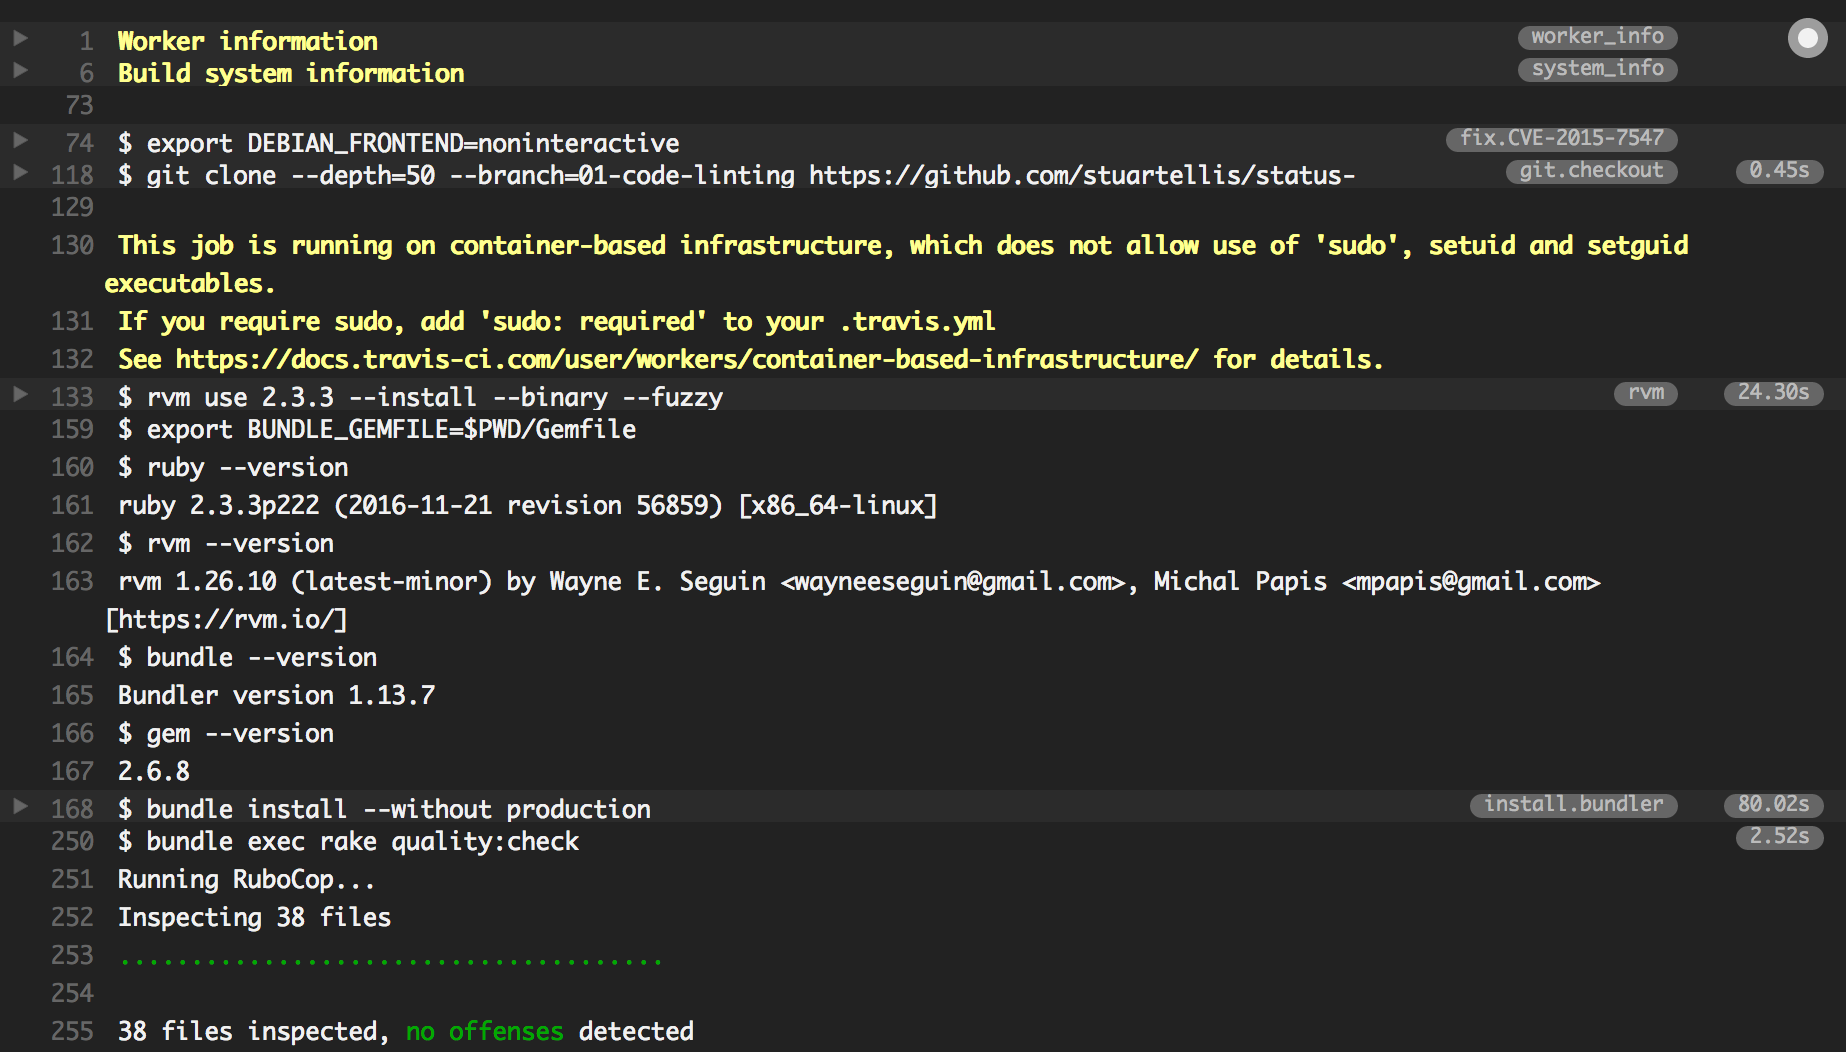 1 Worker information worker_info
6 Build system information system_info
73
74 $ export DEBIAN_FRONTEND=noninteractive fix.CVE-2015-7547
118 $ git clone --depth=50 --branch=01-code-linting https://github.com/stuartellis/status- git.checkout 0.45s
129
130 This job is running on container-based infrastructure, which does not allow use of 'sudo', setuid and setguid
executables.
131 If you require sudo, add 'sudo: required' to your .travis.yml
132 See https://docs.travis-ci.com/user/workers/container-based-infrastructure/ for details.
133 $ rvm use 2.3.3 --install --binary --fuzzy rvm 24.30s
159 $ export BUNDLE_GEMFILE=$PWD/Gemfile
160 $ ruby --version
161 ruby 2.3.3p222 (2016-11-21 revision 56859) [x86_64-linux]
162 $ rvm --version
163 rvm 1.26.10 (latest-minor) by Wayne E. Seguin <wayneeseguin@gmail.com>, Michal Papis <mpapis@gmail.com>
[https://rvm.io/]
164 $ bundle --version
165 Bundler version 1.13.7
166 $ gem --version
167 2.6.8
168 $ bundle install --without production install.bundler 80.02s
250 $ bundle exec rake quality:check 2.52s
251 Running RuboCop...
252 Inspecting 38 files
253 ......................................
254
255 38 files inspected, no offenses detected